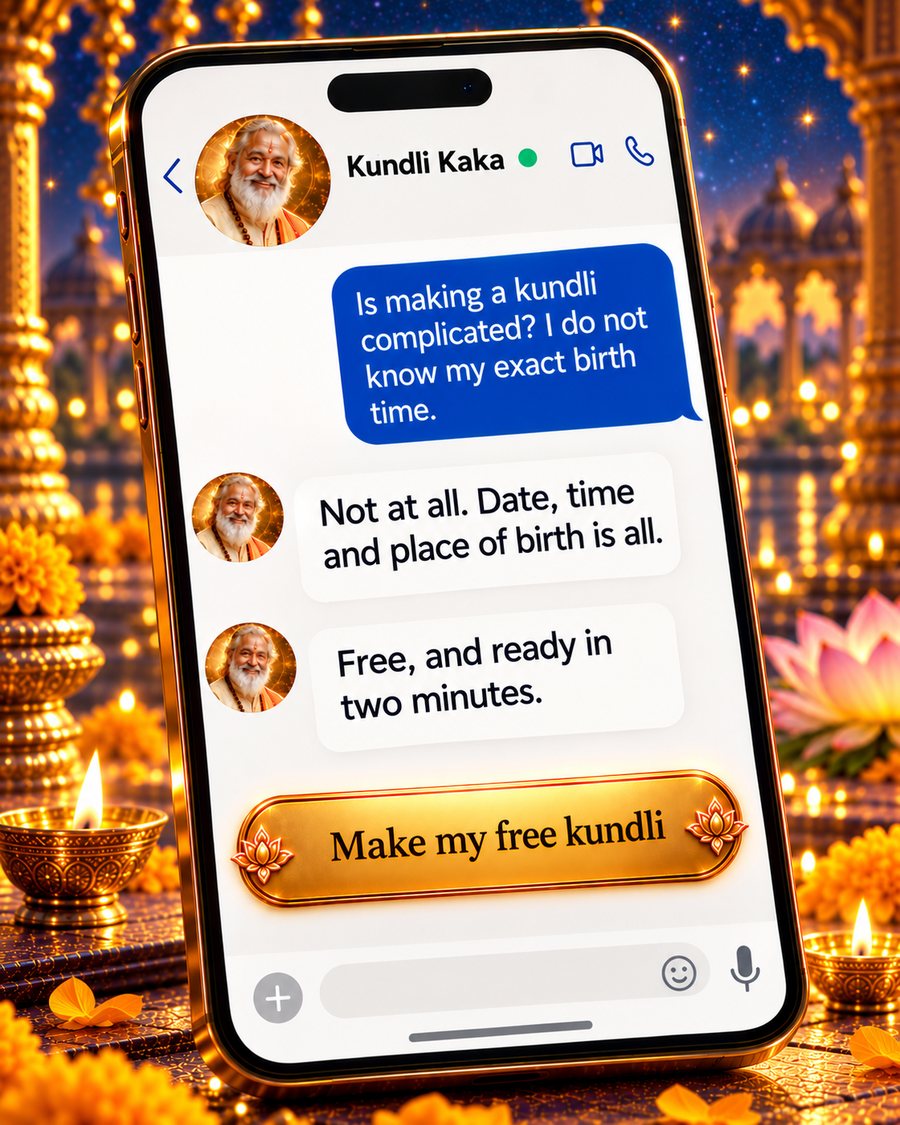 Kundli Kaka
Is making a kundli
complicated? I do not
know my exact birth
time.
Not at all. Date, time
and place of birth is all.
Free, and ready in
two minutes.
Make my free kundli